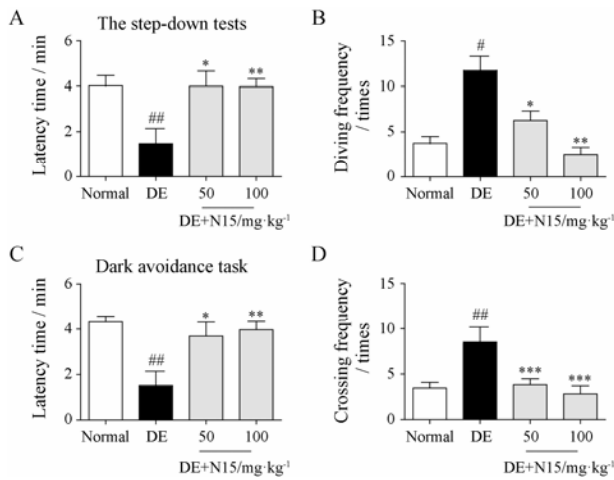 A
The step-down tests
Latency time / min
6
4
2
0
##
*
**
Normal DE 50 100
DE+N15/mg·kg⁻¹
B
Diving frequency
/ times
15
10
5
0
#
*
**
Normal DE 50 100
DE+N15/mg·kg⁻¹
C
Dark avoidance task
Latency time / min
6
4
2
0
##
*
**
Normal DE 50 100
DE+N15/mg·kg⁻¹
D
Crossing frequency
/ times
15
10
5
0
##
***
***
Normal DE 50 100
DE+N15/mg·kg⁻¹